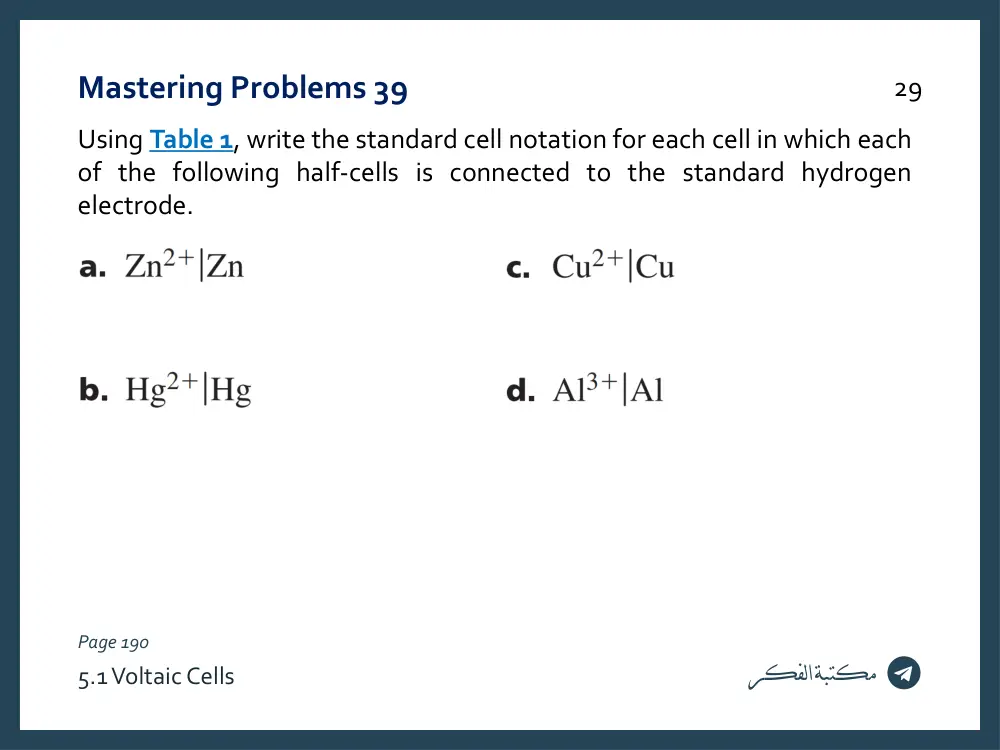 Mastering Problems 39
29
Using Table 1, write the standard cell notation for each cell in which each
of the following half-cells is connected to the standard hydrogen
electrode.
a. Zn²⁺|Zn
c. Cu²⁺|Cu
b. Hg²⁺|Hg
d. Al³⁺|Al
Page 190
5.1 Voltaic Cells
مكتبة الفكر